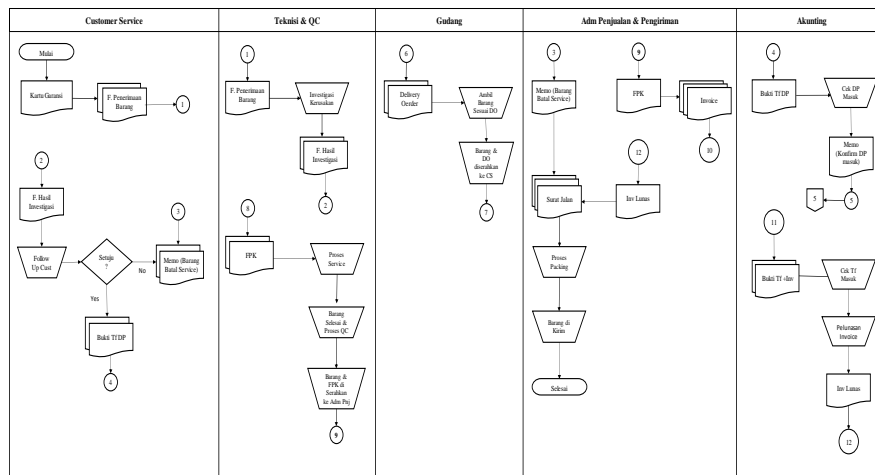 Customer Service
Mulai
Kartu Garansi
F. Penerimaan
Barang
1
2
F. Hasil
Investigasi
Follow
Up Cust
Setuju
?
No
3
Memo (Barang
Batal Service)
Yes
Bukti Tf DP
4
Teknisi & QC
1
F. Penerimaan
Barang
Investigasi
Kerusakan
F. Hasil
Investigasi
2
8
FPK
Proses
Service
Barang
Selesai &
Proses QC
Barang &
FPK di
Serahkan
ke Adm Pnj
9
Gudang
6
Delivery
Oerder
Ambil
Barang
Sesuai DO
Barang &
DO
diserahkan
ke CS
7
Adm Penjualan & Pengiriman
3
Memo (Barang
Batal Service)
9
FPK
Invoice
10
12
Inv Lunas
Surat Jalan
Proses
Packing
Barang di
Kirim
Selesai
Akunting
4
Bukti Tf DP
Cek DP
Masuk
Memo
(Konfirm DP
masuk)
5
5
11
Bukti Tf +Inv
Cek Tf
Masuk
Pelunasan
Invoice
Inv Lunas
12